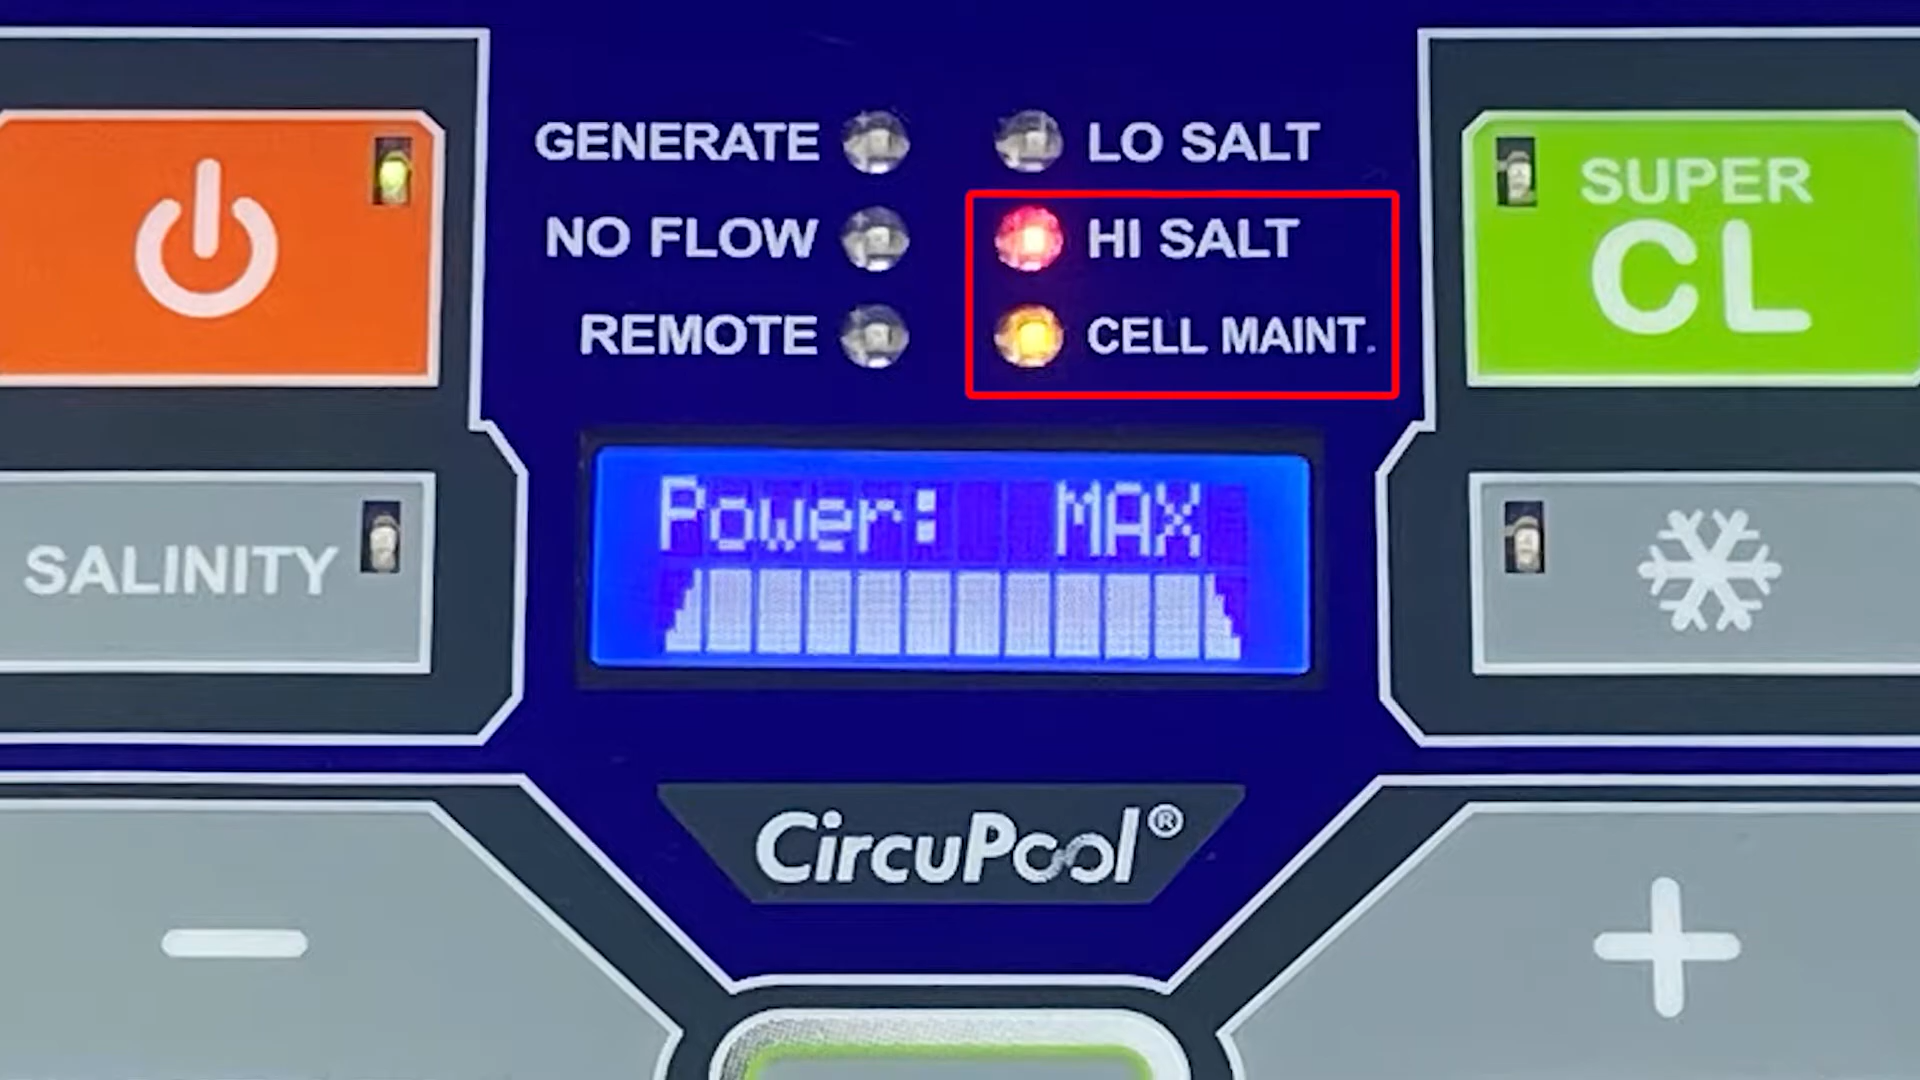 GENERATE
NO FLOW
REMOTE
LO SALT
HI SALT
CELL MAINT.
SUPER
CL
SALINITY
Power: MAX
CircuPool®